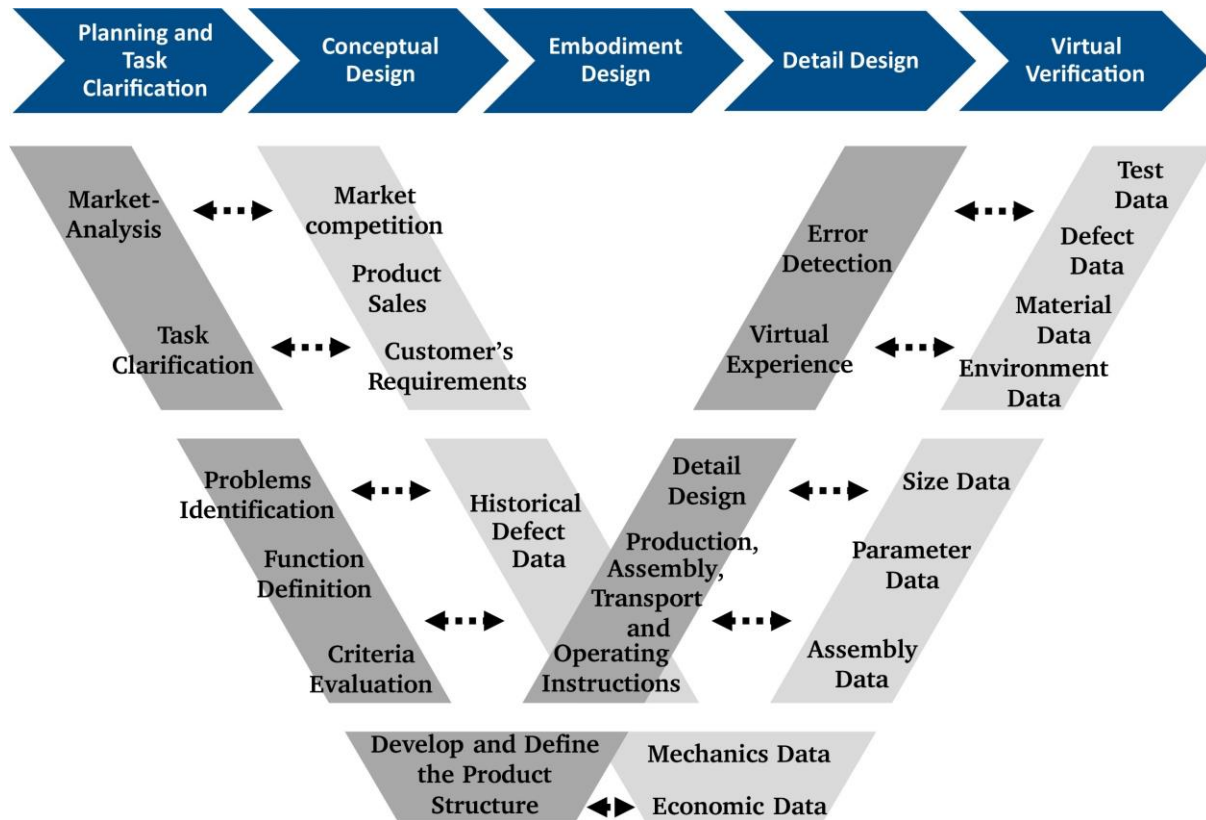 Planning and
Task
Clarification
Conceptual
Design
Embodiment
Design
Detail Design
Virtual
Verification
Market-
Analysis
Task
Clarification
Market
competition
Product
Sales
Customer's
Requirements
Error
Detection
Virtual
Experience
Test
Data
Defect
Data
Material
Data
Environment
Data
Problems
Identification
Function
Definition
Criteria
Evaluation
Historical
Defect
Data
Detail
Design
Production,
Assembly,
Transport
and
Operating
Instructions
Size Data
Parameter
Data
Assembly
Data
Develop and Define
the Product
Structure
Mechanics Data
Economic Data